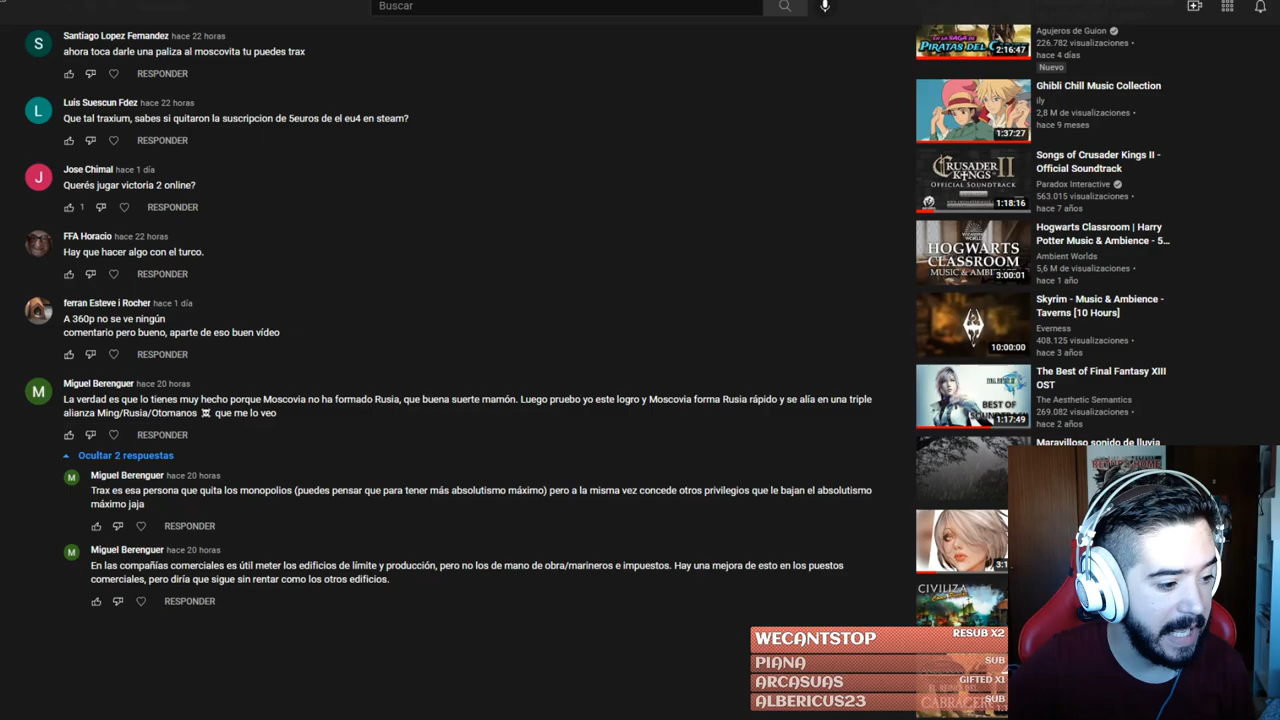 Buscar
S
Santiago Lopez Fernandez hace 22 horas
ahora toca darle una paliza al moscovita tu puedes trax
RESPONDER
L
Luis Suescun Fdez hace 22 horas
Que tal traxium, sabes si quitaron la suscripcion de 5euros de el eu4 en steam?
RESPONDER
J
Jose Chimal hace 1 día
Querés jugar victoria 2 online?
1 RESPONDER
FFA Horacio hace 22 horas
Hay que hacer algo con el turco.
RESPONDER
ferran Esteve i Rocher hace 1 día
A 360p no se ve ningún
comentario pero bueno, aparte de eso buen vídeo
RESPONDER
M
Miguel Berenguer hace 20 horas
La verdad es que lo tienes muy hecho porque Moscovia no ha formado Rusia, que buena suerte mamón. Luego pruebo yo este logro y Moscovia forma Rusia rápido y se alía en una triple
alianza Ming/Rusia/Otomanos ☠ que me lo veo
RESPONDER
Ocultar 2 respuestas
M
Miguel Berenguer hace 20 horas
Trax es esa persona que quita los monopolios (puedes pensar que para tener más absolutismo máximo) pero a la misma vez concede otros privilegios que le bajan el absolutismo
máximo jaja
RESPONDER
M
Miguel Berenguer hace 20 horas
En las compañías comerciales es útil meter los edificios de límite y producción, pero no los de mano de obra/marineros e impuestos. Hay una mejora de esto en los puestos
comerciales, pero diría que sigue sin rentar como los otros edificios.
RESPONDER
PIRATAS DEL
2:16:47
Agujeros de Guion
226.782 visualizaciones •
hace 4 días
Nuevo
1:37:27
Ghibli Chill Music Collection
ily
2,8 M de visualizaciones •
hace 9 meses
CRUSADER
KINGS II
OFFICIAL SOUNDTRACK
1:18:16
Songs of Crusader Kings II -
Official Soundtrack
Paradox Interactive
563.015 visualizaciones •
hace 7 años
HOGWARTS
CLASSROOM
MUSIC & AMBIENCE
3:00:01
Hogwarts Classroom | Harry
Potter Music & Ambience - 5...
Ambient Worlds
5,6 M de visualizaciones •
hace 1 año
10:00:00
Skyrim - Music & Ambience -
Taverns [10 Hours]
Everness
408.125 visualizaciones •
hace 3 años
BEST OF
SOUNDTRACK
1:17:49
The Best of Final Fantasy XIII
OST
The Aesthetic Semantics
269.082 visualizaciones •
hace 2 años
Maravilloso sonido de lluvia
3:1
CIVILIZA
WECANTSTOP RESUB X2
PIANA SUB
ARCASUAS GIFTED X1
ALBERICUS23 SUB